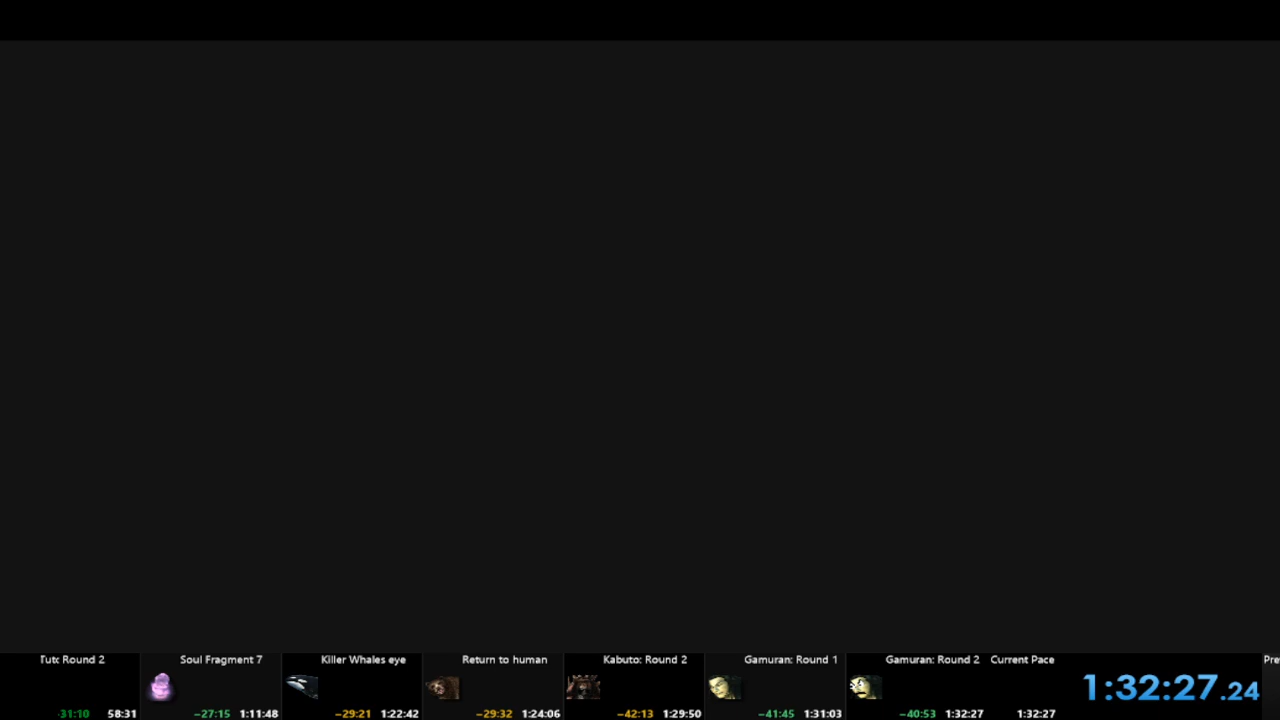 Tutx Round 2
Soul Fragment 7
Killer Whales eye
Return to human
Kabuto: Round 2
Gamuran: Round 1
Gamuran: Round 2
Current Pace
Pre
1:32:27.24
-31:10 58:31
−27:15 1:11:48
−29:21 1:22:42
−29:32 1:24:06
−42:13 1:29:50
−41:45 1:31:03
−40:53 1:32:27
1:32:27